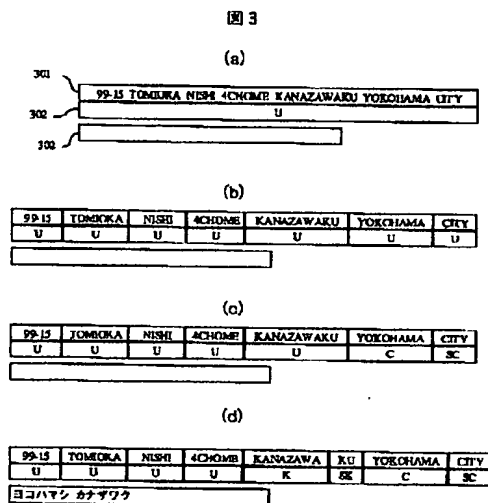 図3
(a)
301
99-15 TOMIOKA NISHI 4CHOME KANAZAWAKU YOKOHAMA CITY
302
U
303
(b)
99-15 TOMIOKA NISHI 4CHOME KANAZAWAKU YOKOHAMA CITY
U U U U U U U
(c)
99-15 TOMIOKA NISHI 4CHOME KANAZAWAKU YOKOHAMA CITY
U U U U U C SC
(d)
99-15 TOMIOKA NISHI 4CHOME KANAZAWA KU YOKOHAMA CITY
U U U U K SK C SC
ヨコハマシ カナザワク